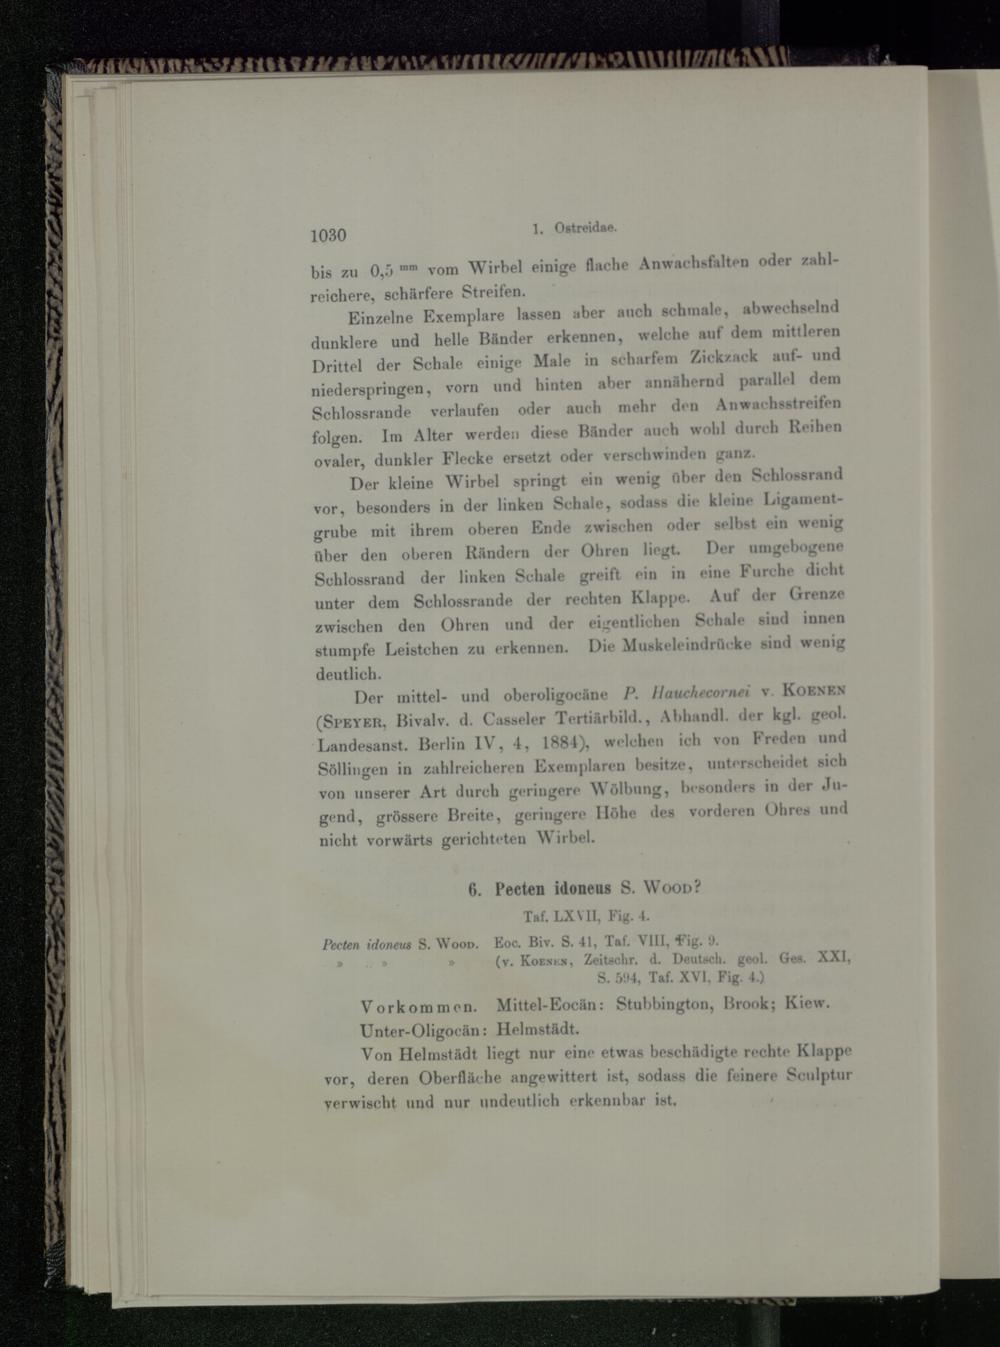 1030
1. Ostreidae.
bis zu 0,5 mm vom Wirbel einige flache Anwachsfalten oder zahl-
reichere, schärfere Streifen.
Einzelne Exemplare lassen aber auch schmale, abwechselnd
dunklere und helle Bänder erkennen, welche auf dem mittleren
Drittel der Schale einige Male in scharfem Zickzack auf- und
niederspringen, vorn und hinten aber annähernd parallel dem
Schlossrande verlaufen oder auch mehr den Anwachsstreifen
folgen. Im Alter werden diese Bänder auch wohl durch Reihen
ovaler, dunkler Flecke ersetzt oder verschwinden ganz.
Der kleine Wirbel springt ein wenig über den Schlossrand
vor, besonders in der linken Schale, sodass die kleine Ligament-
grube mit ihrem oberen Ende zwischen oder selbst ein wenig
über den oberen Rändern der Ohren liegt. Der umgebogene
Schlossrand der linken Schale greift ein in eine Furche dicht
unter dem Schlossrande der rechten Klappe. Auf der Grenze
zwischen den Ohren und der eigentlichen Schale sind innen
stumpfe Leistchen zu erkennen. Die Muskeleindrücke sind wenig
deutlich.
Der mittel- und oberoligocäne P. Hauchecornei v. Koenen
(Speyer, Bivalv. d. Casseler Tertiärbild., Abhandl. der kgl. geol.
Landesanst. Berlin IV, 4, 1884), welchen ich von Freden und
Söllingen in zahlreicheren Exemplaren besitze, unterscheidet sich
von unserer Art durch geringere Wölbung, besonders in der Ju-
gend, grössere Breite, geringere Höhe des vorderen Ohres und
nicht vorwärts gerichteten Wirbel.
6. Pecten idoneus S. Wood?
Taf. LXVII, Fig. 4.
Pecten idoneus S. Wood. Eoc. Biv. S. 41, Taf. VIII, Fig. 9.
» » » (v. Koenen, Zeitschr. d. Deutsch. geol. Ges. XXI,
S. 594, Taf. XVI, Fig. 4.)
Vorkommen. Mittel-Eocän: Stubbington, Brook; Kiew.
Unter-Oligocän: Helmstädt.
Von Helmstädt liegt nur eine etwas beschädigte rechte Klappe
vor, deren Oberfläche angewittert ist, sodass die feinere Sculptur
verwischt und nur undeutlich erkennbar ist.